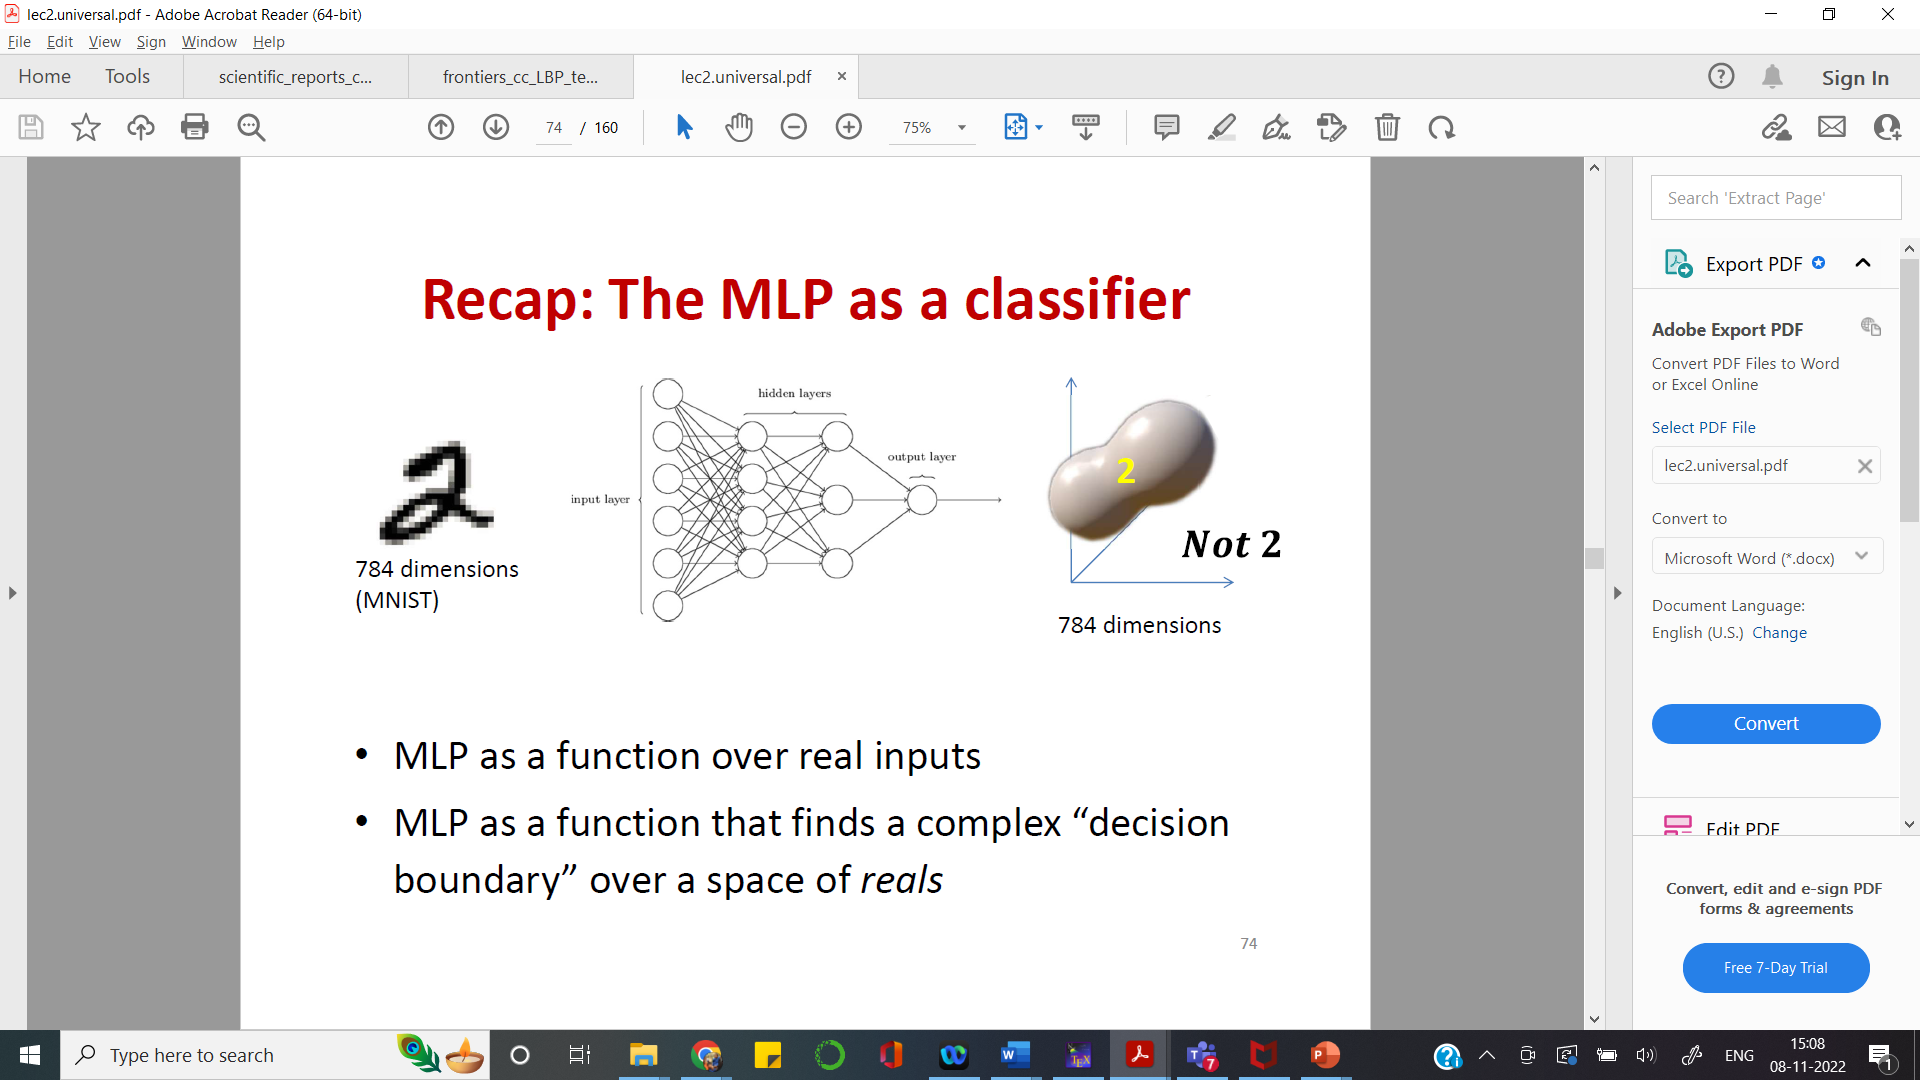 lec2.universal.pdf - Adobe Acrobat Reader (64-bit)
File Edit View Sign Window Help
Home Tools scientific_reports_c... frontiers_cc_LBP_te... lec2.universal.pdf Sign In
74 / 160 75%
Recap: The MLP as a classifier
hidden layers
output layer
input layer
2
Not 2
784 dimensions
(MNIST)
784 dimensions
• MLP as a function over real inputs
• MLP as a function that finds a complex “decision
boundary” over a space of reals
74
Search 'Extract Page'
Export PDF
Adobe Export PDF
Convert PDF Files to Word
or Excel Online
Select PDF File
lec2.universal.pdf
Convert to
Microsoft Word (*.docx)
Document Language:
English (U.S.) Change
Convert
Edit PDF
Convert, edit and e-sign PDF
forms & agreements
Free 7-Day Trial
Type here to search
7
ENG
15:08
08-11-2022
1